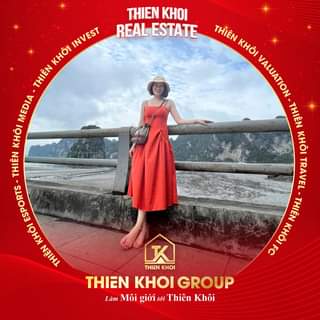 THIEN KHOI
REAL ESTATE
THIÊN KHÔI ESPORTS - THIÊN KHÔI MEDIA - THIÊN KHÔI INVEST
THIÊN KHÔI VALUATION - THIÊN KHÔI TRAVEL - THIÊN KHÔI FC
TK
THIEN KHOI
THIEN KHOI GROUP
Làm Môi giới tới Thiên Khôi